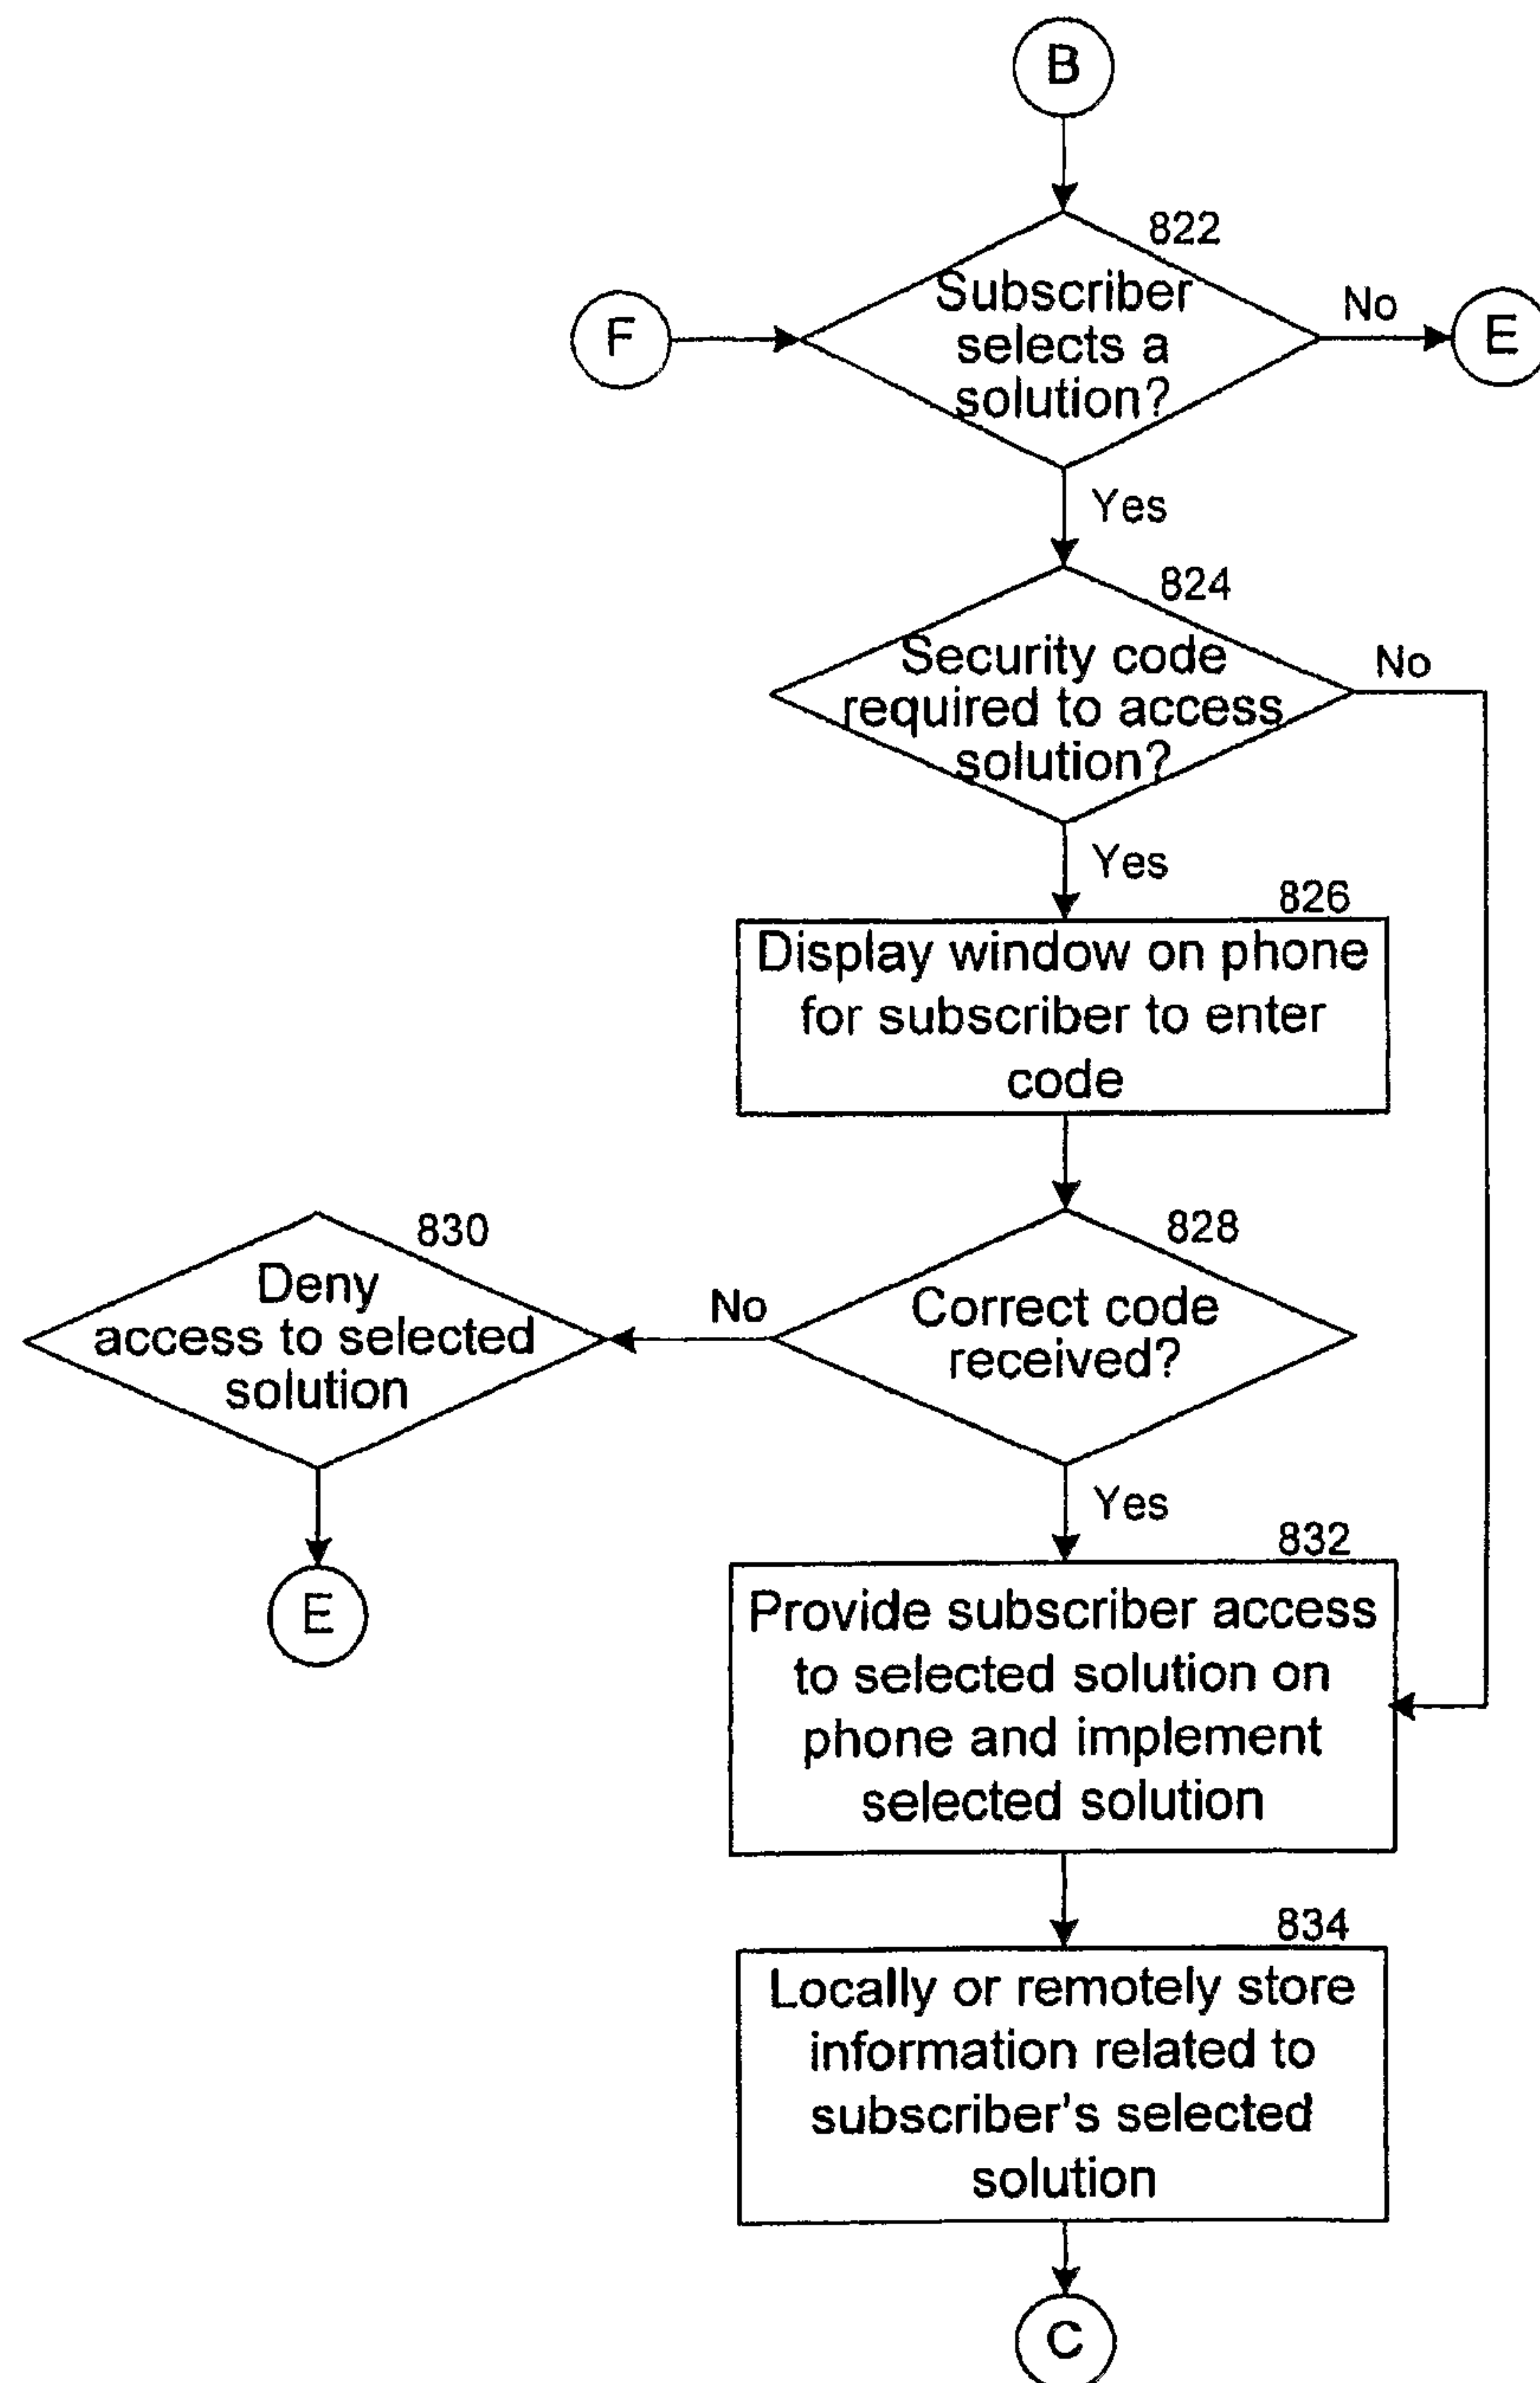 B
822
Subscriber
selects a
solution?
F
No
E
Yes
824
Security code
required to access
solution?
No
Yes
826
Display window on phone
for subscriber to enter
code
828
Correct code
received?
No
830
Deny
access to selected
solution
E
Yes
832
Provide subscriber access
to selected solution on
phone and implement
selected solution
834
Locally or remotely store
information related to
subscriber's selected
solution
C